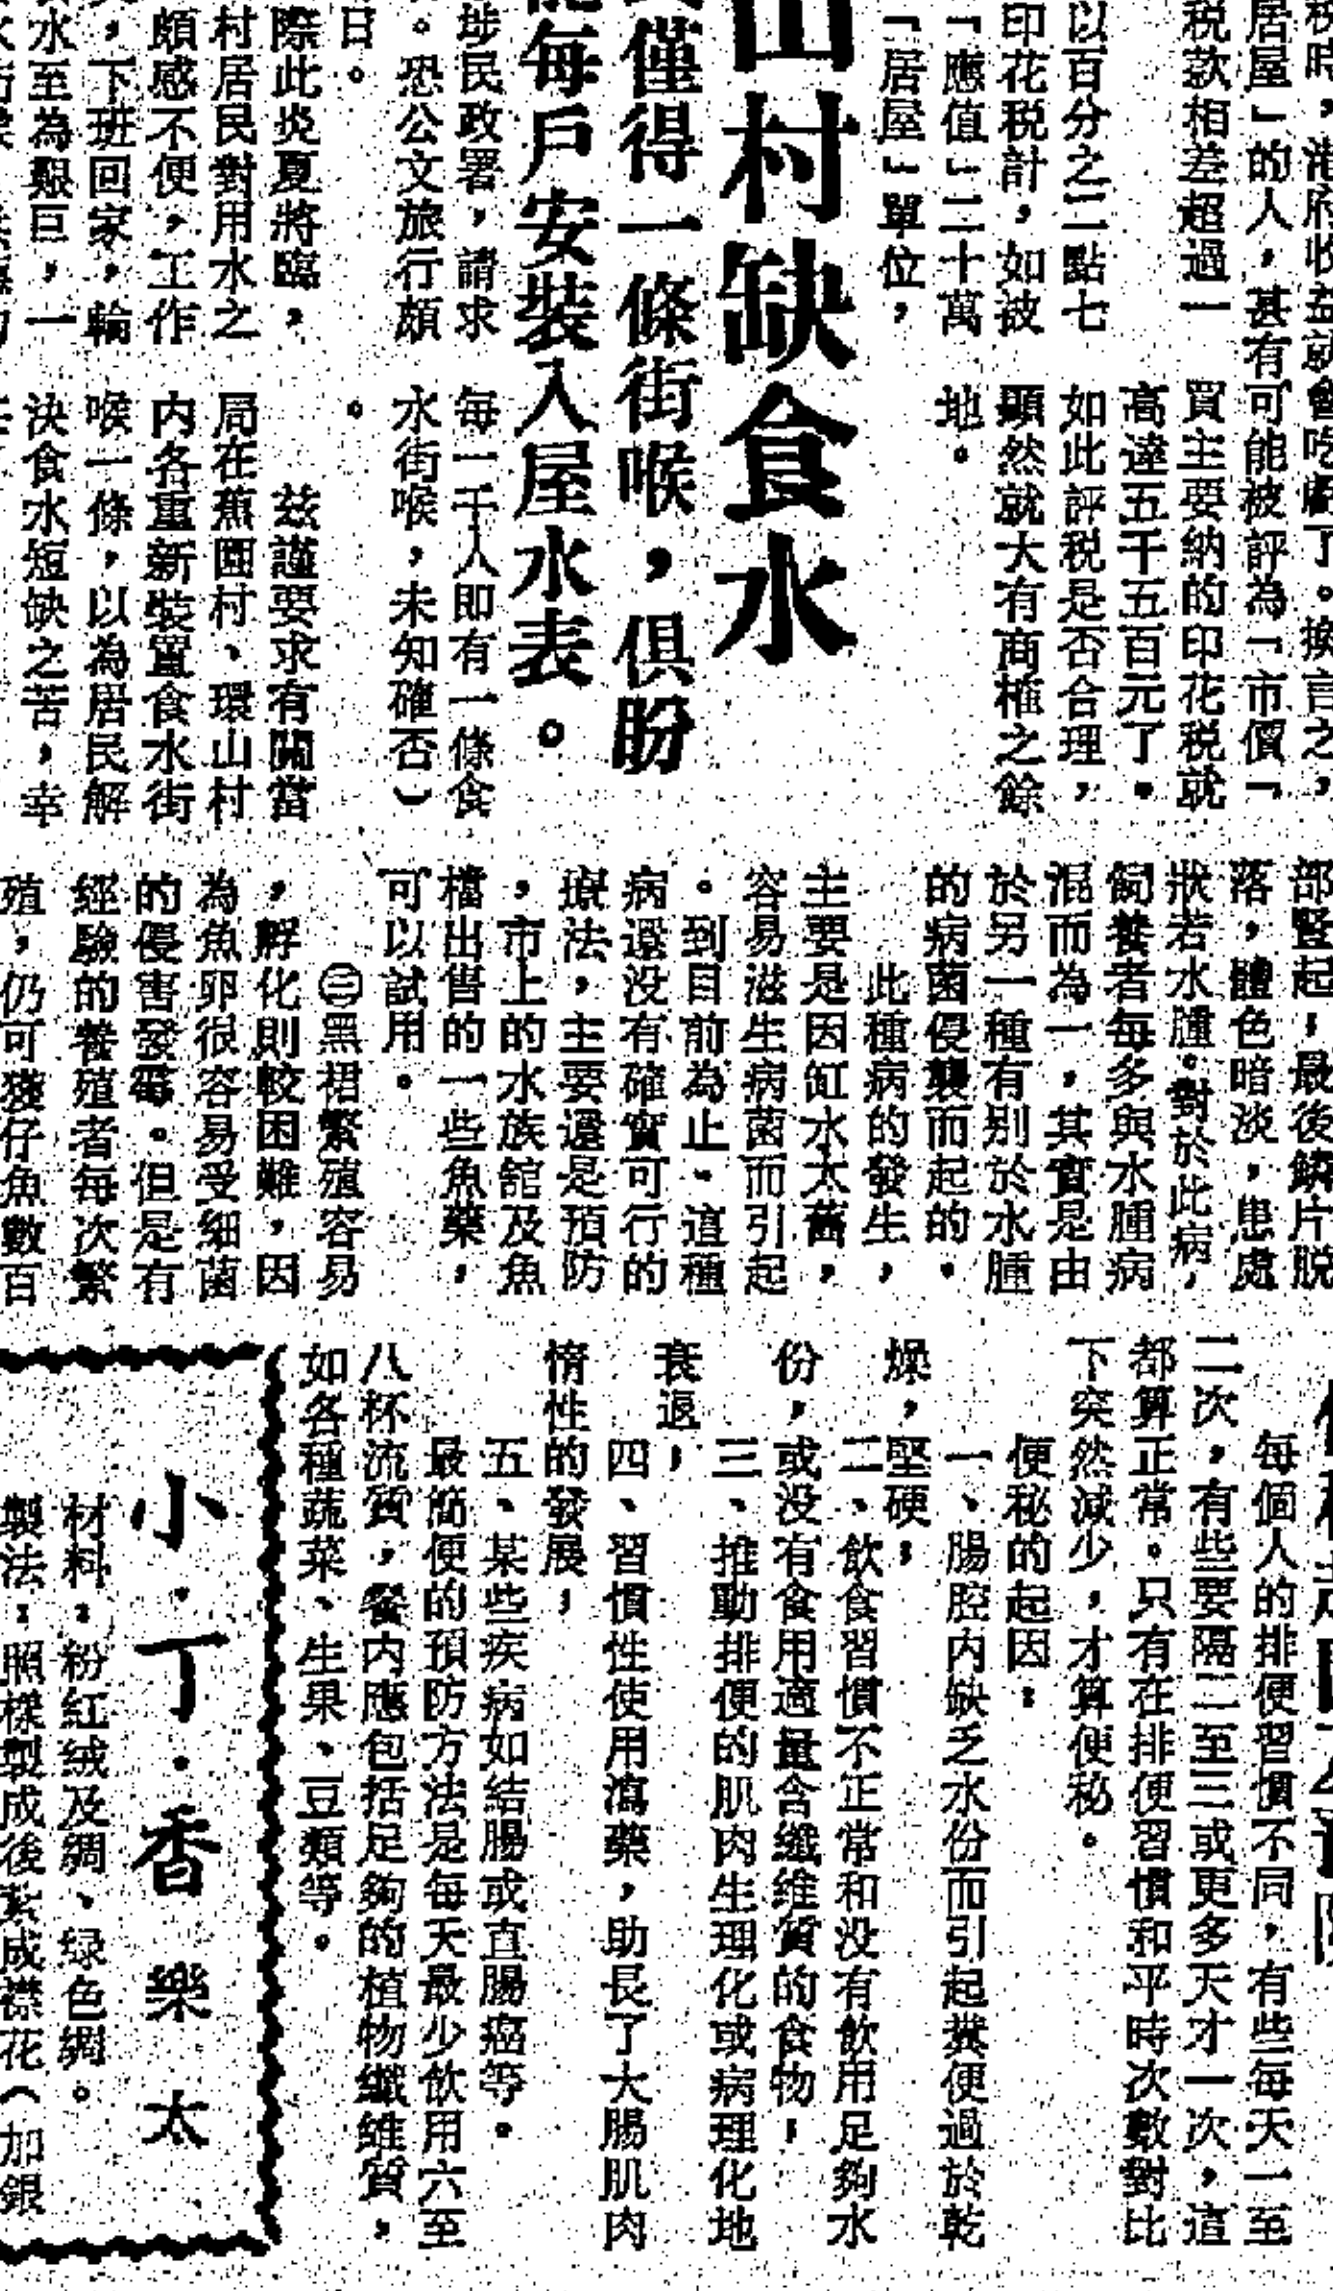 稅時，港府收益就會吃虧了。換言之，
居屋」的人，甚有可能被評為「市價「
稅款相差超過一
買主要納的印花税就
高達五千五百元了。
以百分之二點七
如此評税是否合理，
印花税計，如被
顯然就大有商榷之餘
「應值」二十萬
地。
「居屋」單位，
山村缺食水
僅得一條街喉，俱盼
能每戶安裝入屋水表。
埗民政署，請求
。恐公文旅行頗
日。
際此炎夏將臨，
村居民對用水之
頗感不便，工作
，下班回家，輪
水至為艱巨，一
每一千人即有一條食
水街喉，未知確否）
。
茲謹要求有關當
局在蕉園村、環山村
内各重新裝置食水街
喉一條，以為居民解
決食水短缺之苦，幸
部豎起，最後鱗片脱
落，體色暗淡，患處
狀若水腫。對於此病，
飼養者每多與水腫病
混而為一，其實是由
於另一種有别於水腫
的病菌侵襲而起的。
此種病的發生，
主要是因缸水太舊，
容易滋生病菌而引起
。到目前為止。這種
病還没有確實可行的
療法，主要還是預防
，市上的水族舘及魚
檔出售的一些魚藥，
可以試用。
㊂黑裙繁殖容易
，孵化則較困難，因
為魚卵很容易受细菌
的侵害發霉。但是有
經驗的養殖者每次繁
殖，仍可獲仔魚數百
每個人的排便習慣不同，有些每天一至
二次，有些要隔二至三或更多天才一次，這
都算正常。只有在排便習慣和平時次數對比
下突然減少，才算便秘。
便秘的起因：
一、腸腔内缺乏水份而引起糞便過於乾
燥，堅硬；
二、飲食習慣不正常和没有飲用足夠水
份，或没有食用適量含纖维質的食物；
三、推動排便的肌肉生理化或病理化地
衰退；
四、習慣性使用瀉藥，助長了大腸肌肉
惰性的發展；
五、某些疾病如结腸或直腸癌等。
最简便的預防方法是每天最少飲用六至
八杯流質，餐内應包括足夠的植物纖維質，
如各種蔬菜、生果、豆類等。
小·丁·香 樂太
材料：粉紅绒及綢、绿色綢。
製法：照樣製成後紥成襟花（加銀